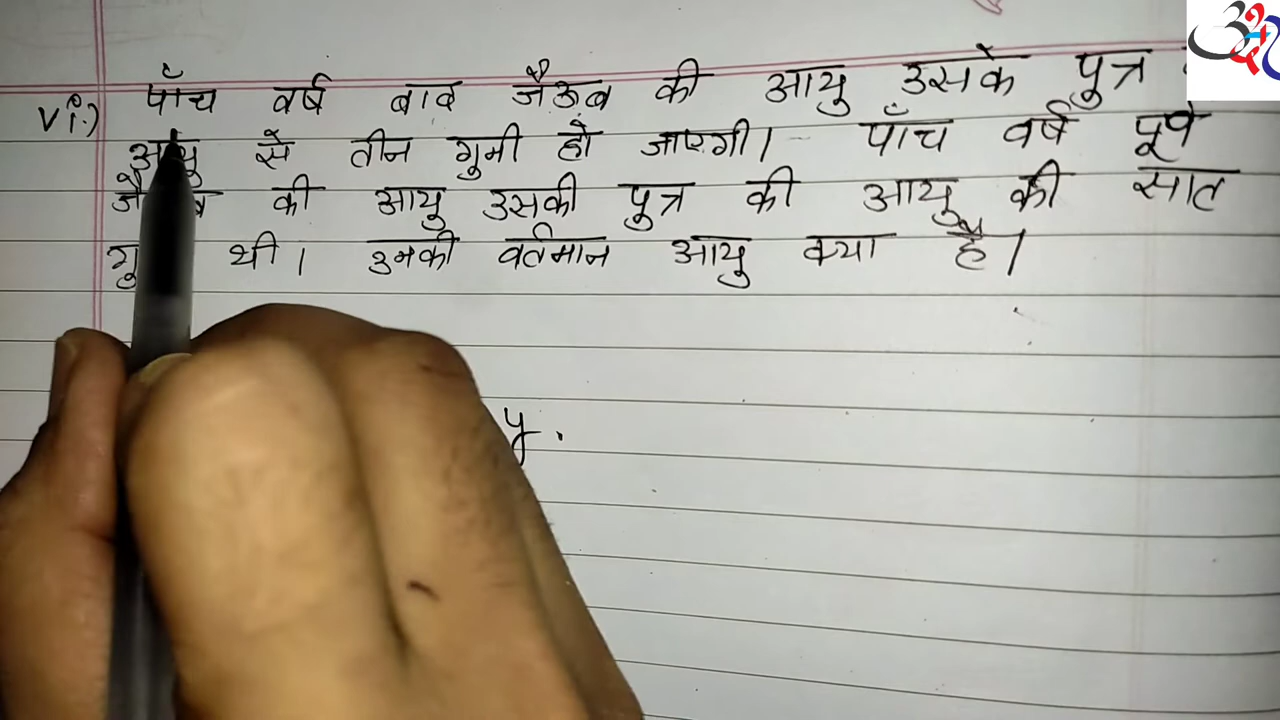 vi.) पाँच वर्ष बाद जैकब की आयु उसके पुत्र
आयु से तीन गुनी हो जाएगी। पाँच वर्ष पूर्व
की आयु उसकी पुत्र की आयु की सात
थी। उनकी वर्तमान आयु क्या है।
y.